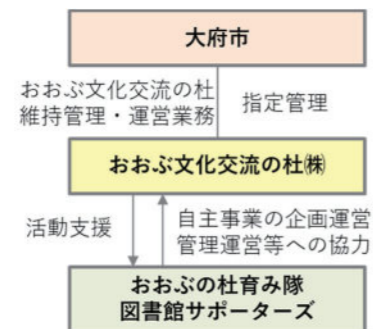 大府市
おおぶ文化交流の杜
維持管理・運営業務
指定管理
おおぶ文化交流の杜㈱
活動支援
自主事業の企画運営
管理運営等への協力
おおぶの杜育み隊
図書館サポーターズ